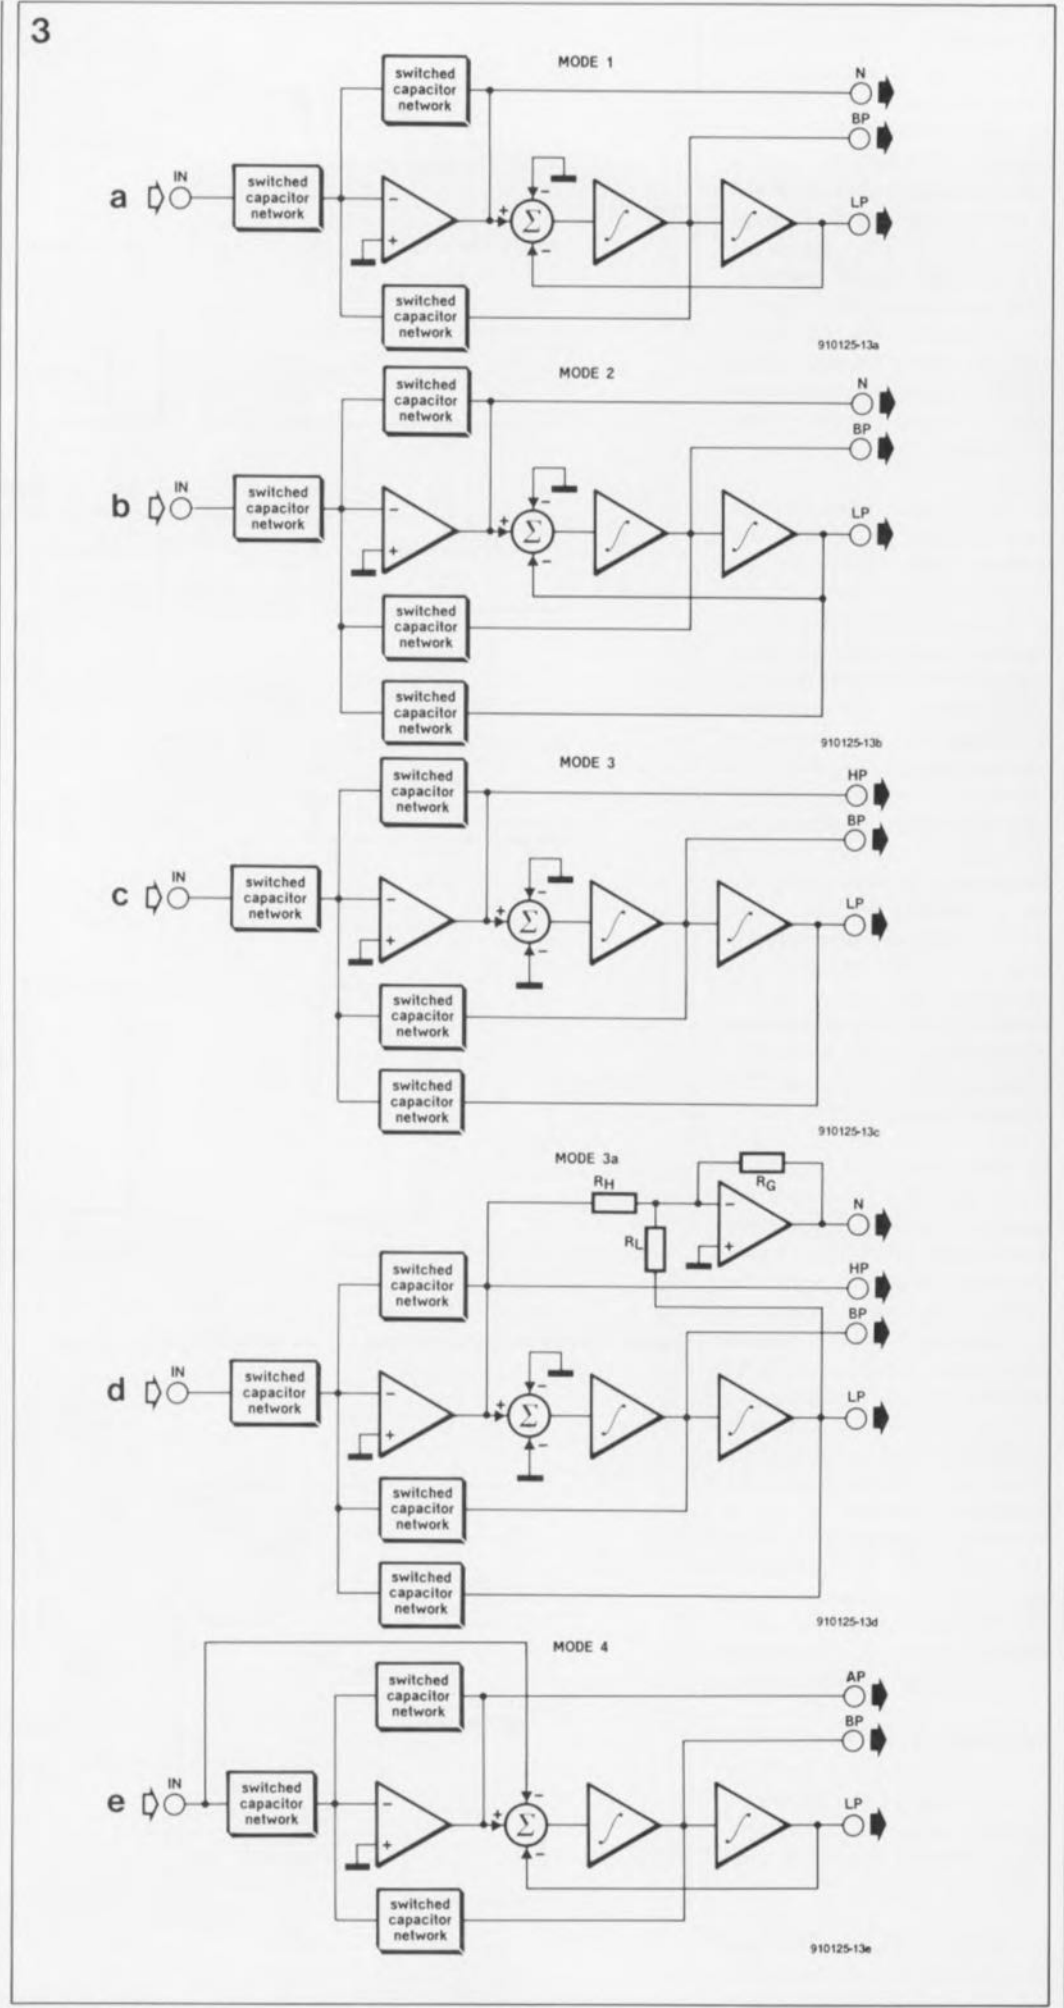 3
MODE 1
switched
capacitor
network
N
BP
IN
a
switched
capacitor
network
−
+
+
−
Σ
−
∫
∫
LP
switched
capacitor
network
910125-13a
MODE 2
switched
capacitor
network
N
BP
IN
b
switched
capacitor
network
−
+
+
−
Σ
−
∫
∫
LP
switched
capacitor
network
switched
capacitor
network
910125-13b
MODE 3
switched
capacitor
network
HP
BP
IN
c
switched
capacitor
network
−
+
+
−
Σ
−
∫
∫
LP
switched
capacitor
network
switched
capacitor
network
910125-13c
MODE 3a
RH
RG
−
+
N
RL
switched
capacitor
network
HP
BP
IN
d
switched
capacitor
network
−
+
+
−
Σ
−
∫
∫
LP
switched
capacitor
network
switched
capacitor
network
910125-13d
MODE 4
switched
capacitor
network
AP
BP
IN
e
switched
capacitor
network
−
+
+
−
Σ
−
∫
∫
LP
switched
capacitor
network
910125-13e